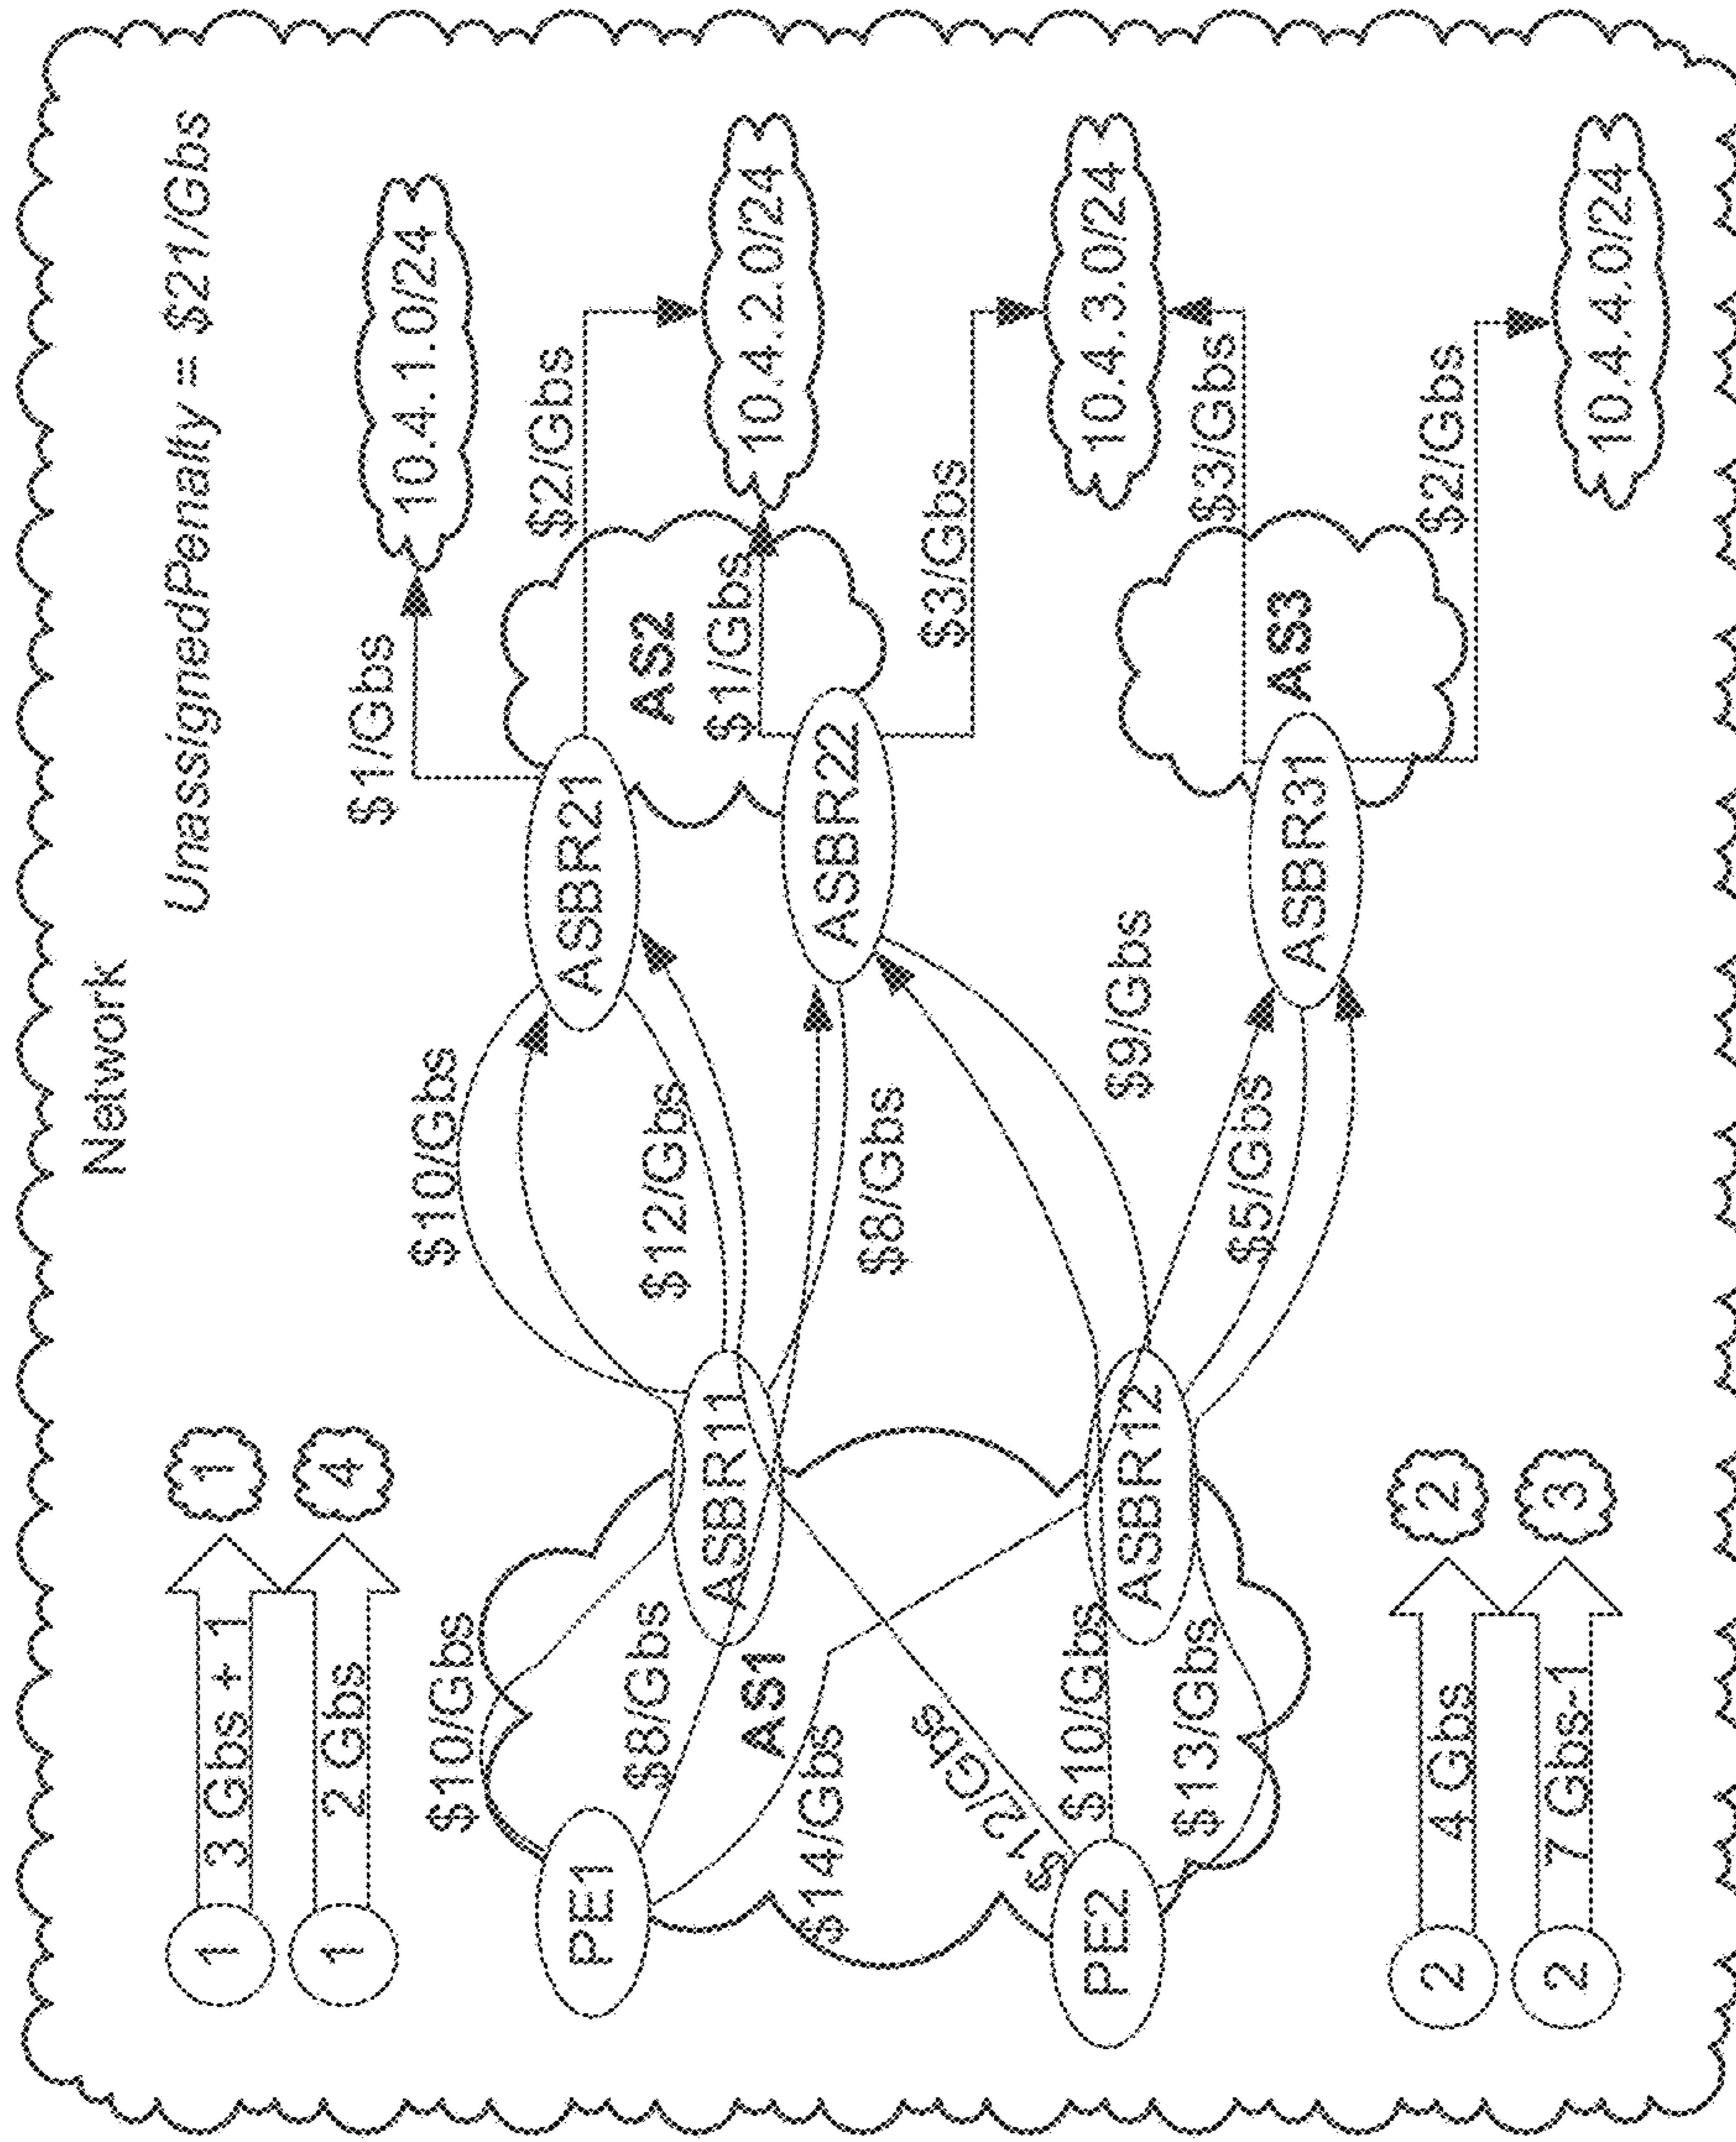 Network
UnassignedPenalty = $21/Gbs
1
3 Gbs + 1
1
1
2 Gbs
4
10.4.1.0/24
$1/Gbs
$10/Gbs
$10/Gbs
$2/Gbs
ASBR21
PE1
$8/Gbs
$12/Gbs
AS2
ASBR11
$1/Gbs
10.4.2.0/24
AS1
$14/Gbs
ASBR22
$8/Gbs
$3/Gbs
$12/Gbs
10.4.3.0/24
PE2
$10/Gbs
ASBR12
$9/Gbs
$13/Gbs
$5/Gbs
$3/Gbs
AS3
ASBR31
$2/Gbs
2
4 Gbs
2
10.4.4.0/24
2
7 Gbs-1
3